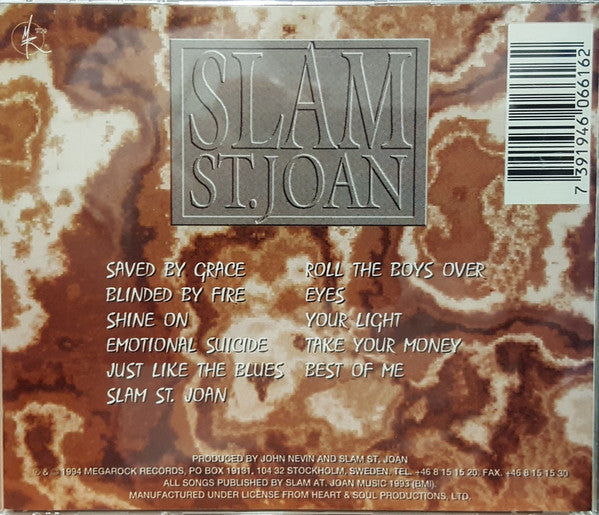 SLAM
ST. JOAN
SAVED BY GRACE
BLINDED BY FIRE
SHINE ON
EMOTIONAL SUICIDE
JUST LIKE THE BLUES
SLAM ST. JOAN
ROLL THE BOYS OVER
EYES
YOUR LIGHT
TAKE YOUR MONEY
BEST OF ME
PRODUCED BY JOHN NEVIN AND SLAM ST. JOAN
℗ & © 1994 MEGAROCK RECORDS, PO BOX 19131, 104 32 STOCKHOLM, SWEDEN. TEL. +46 8 15 15 20. FAX. +46 8 15 15 30
ALL SONGS PUBLISHED BY SLAM AT. JOAN MUSIC 1993 (BMI).
MANUFACTURED UNDER LICENSE FROM HEART & SOUL PRODUCTIONS, LTD.
7 391946 066162